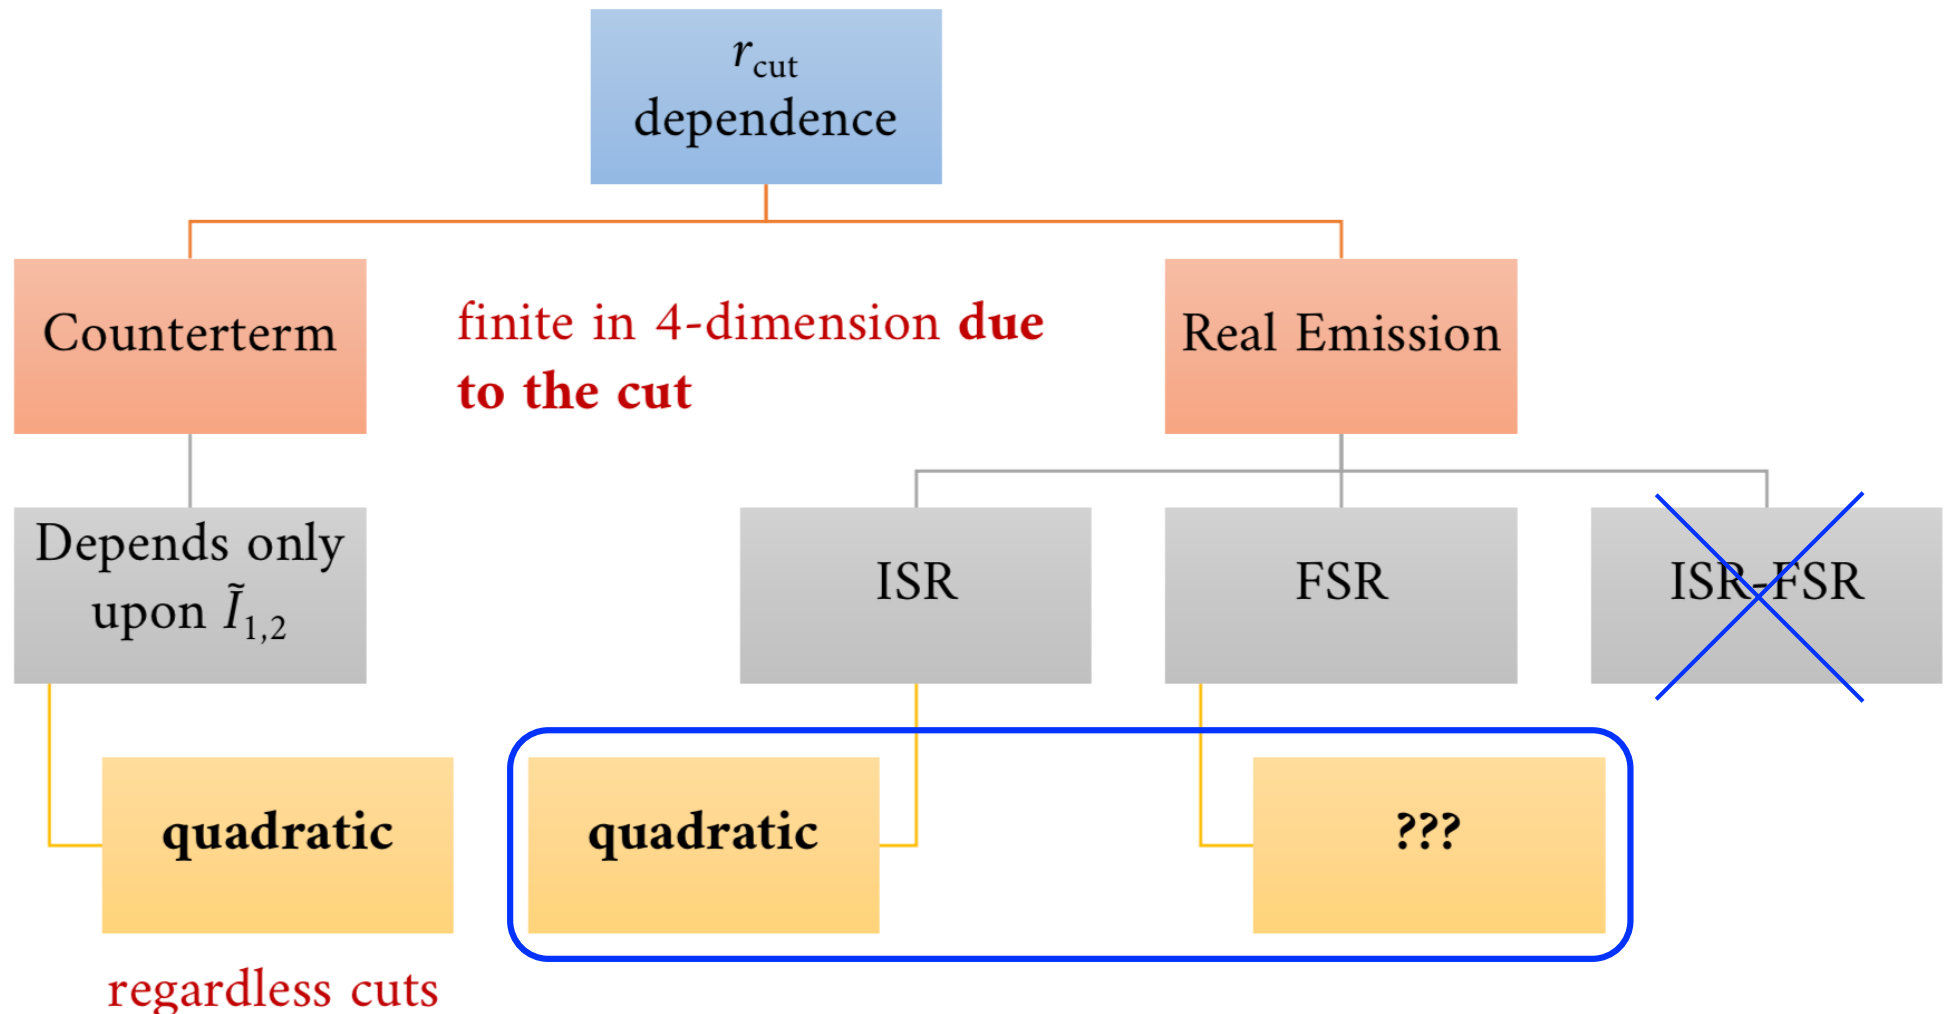 r_cut
dependence
Counterterm
finite in 4-dimension due
to the cut
Real Emission
Depends only
upon Ĩ_1,2
ISR
FSR
ISR-FSR
quadratic
quadratic
???
regardless cuts